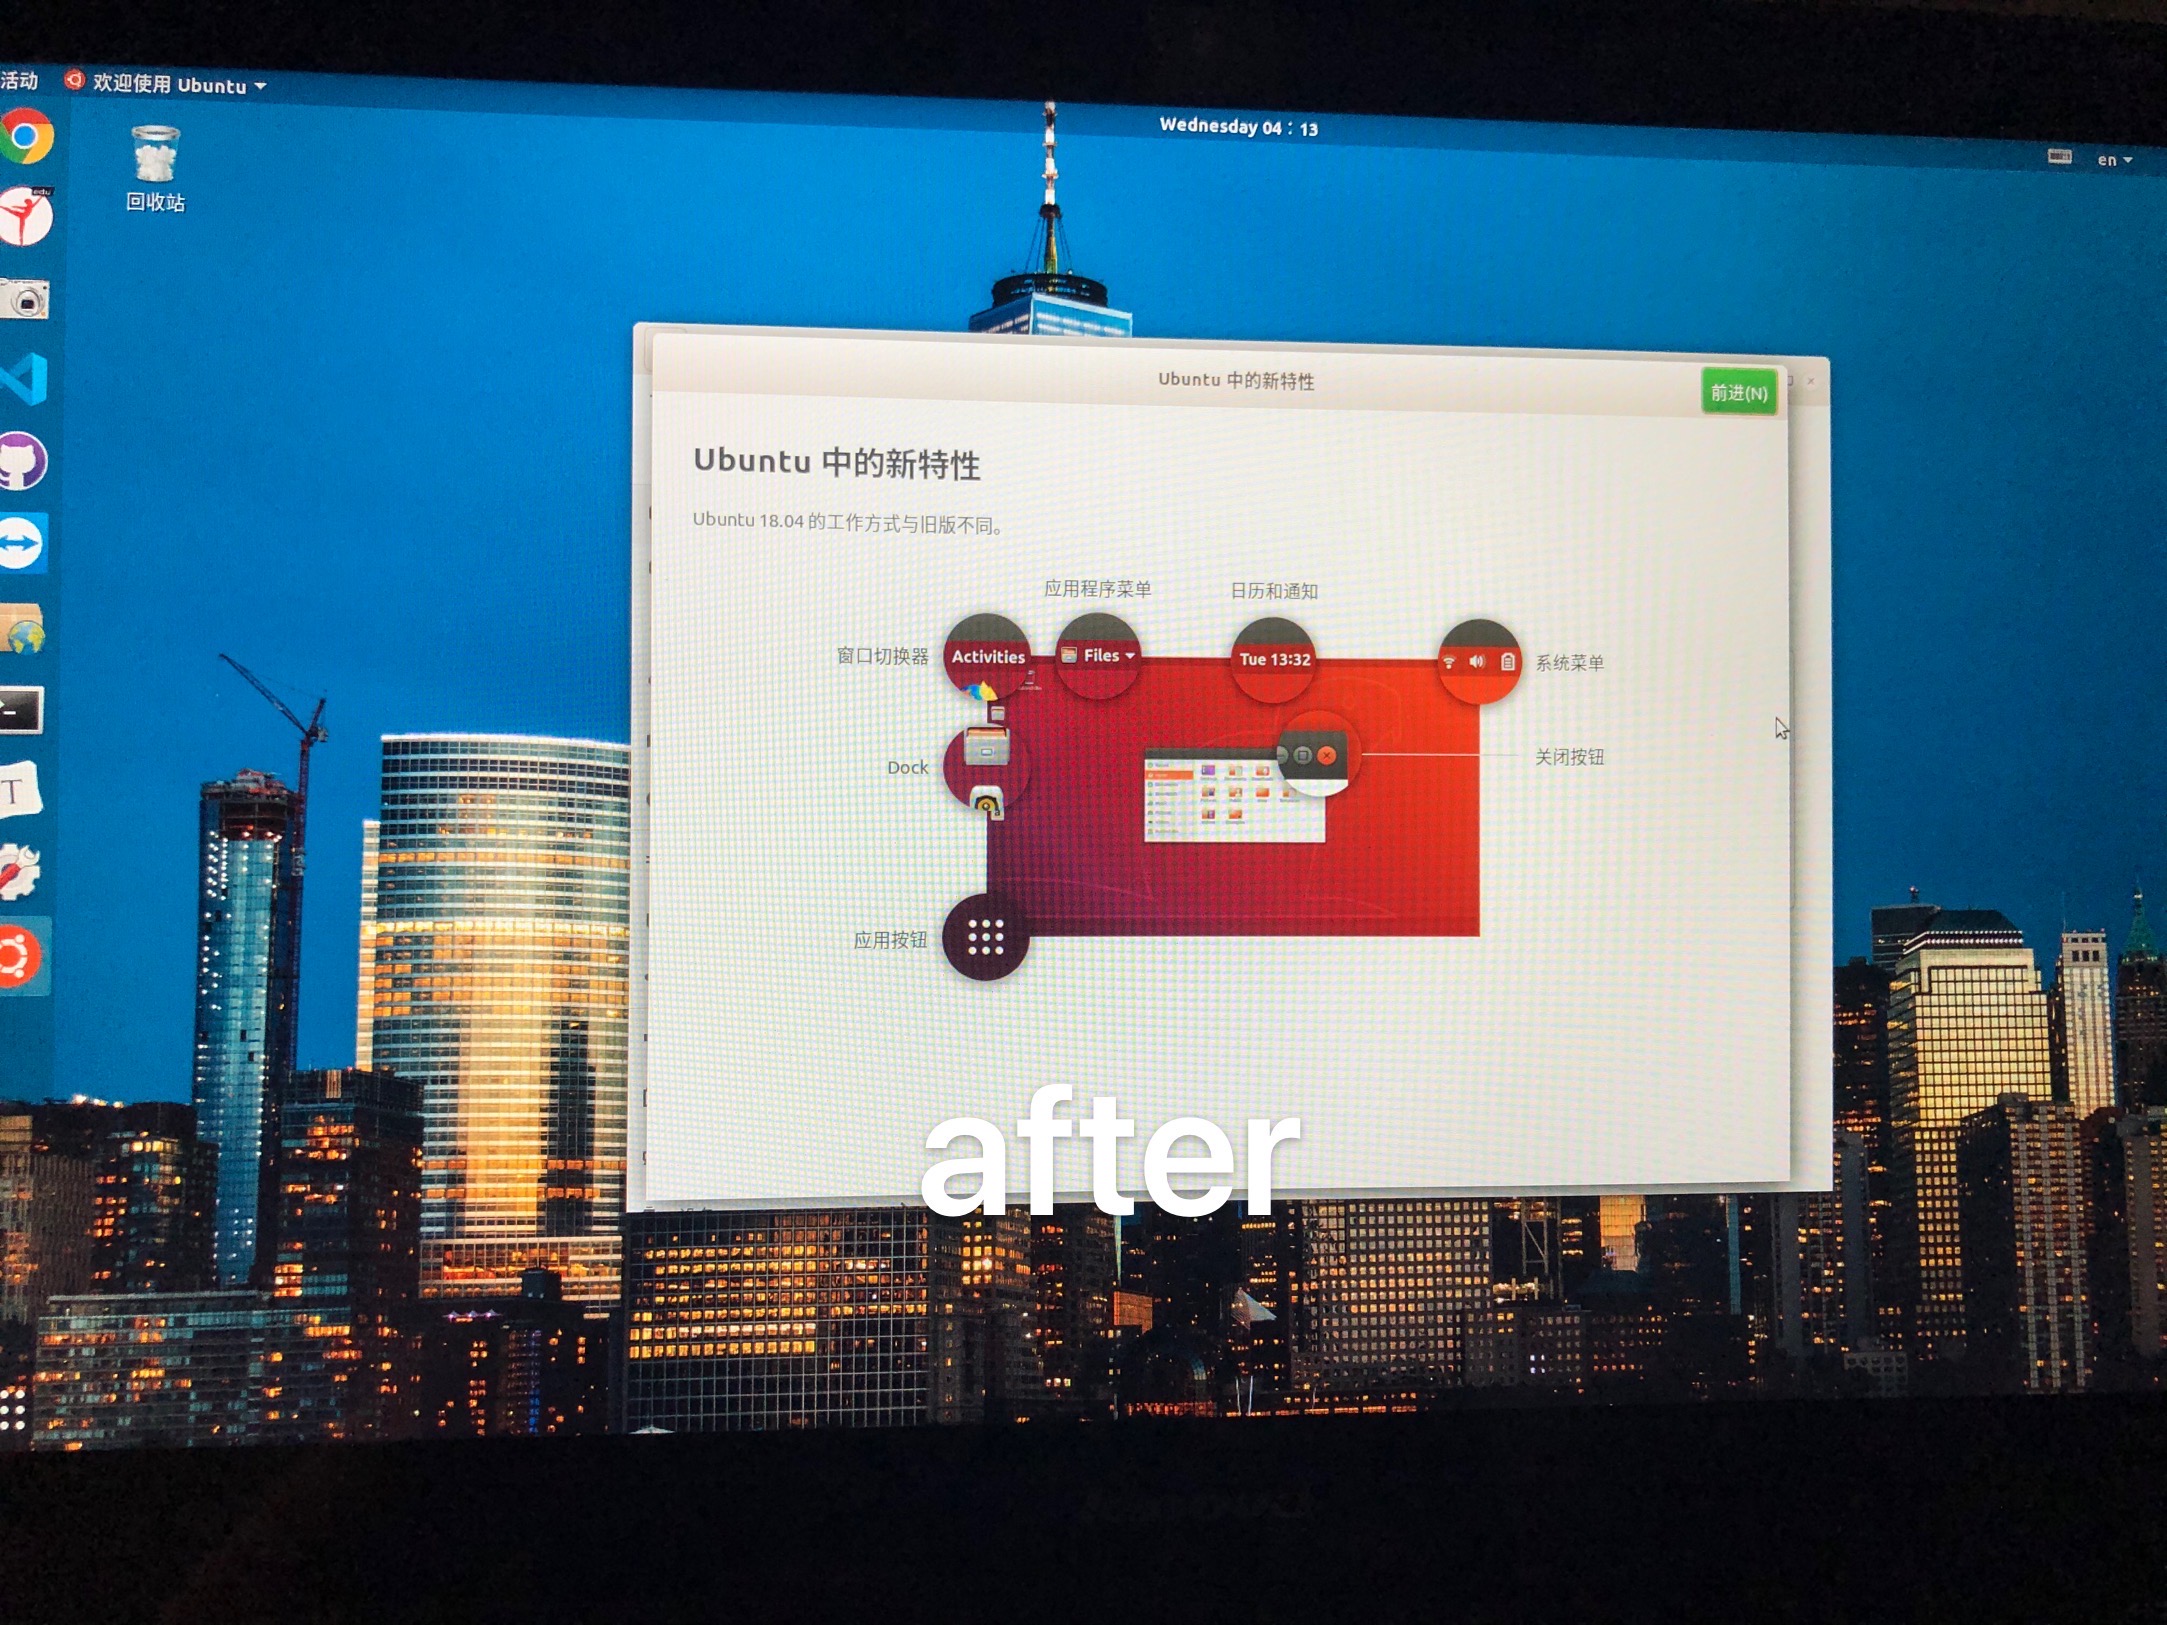 活动 欢迎使用 Ubuntu
Wednesday 04：13
en
edu
回收站
Ubuntu 中的新特性
前进(N)
Ubuntu 中的新特性
Ubuntu 18.04 的工作方式与旧版不同。
应用程序菜单 日历和通知
窗口切换器 Activities Files Tue 13:32 系统菜单
Dock
关闭按钮
应用按钮
T
after